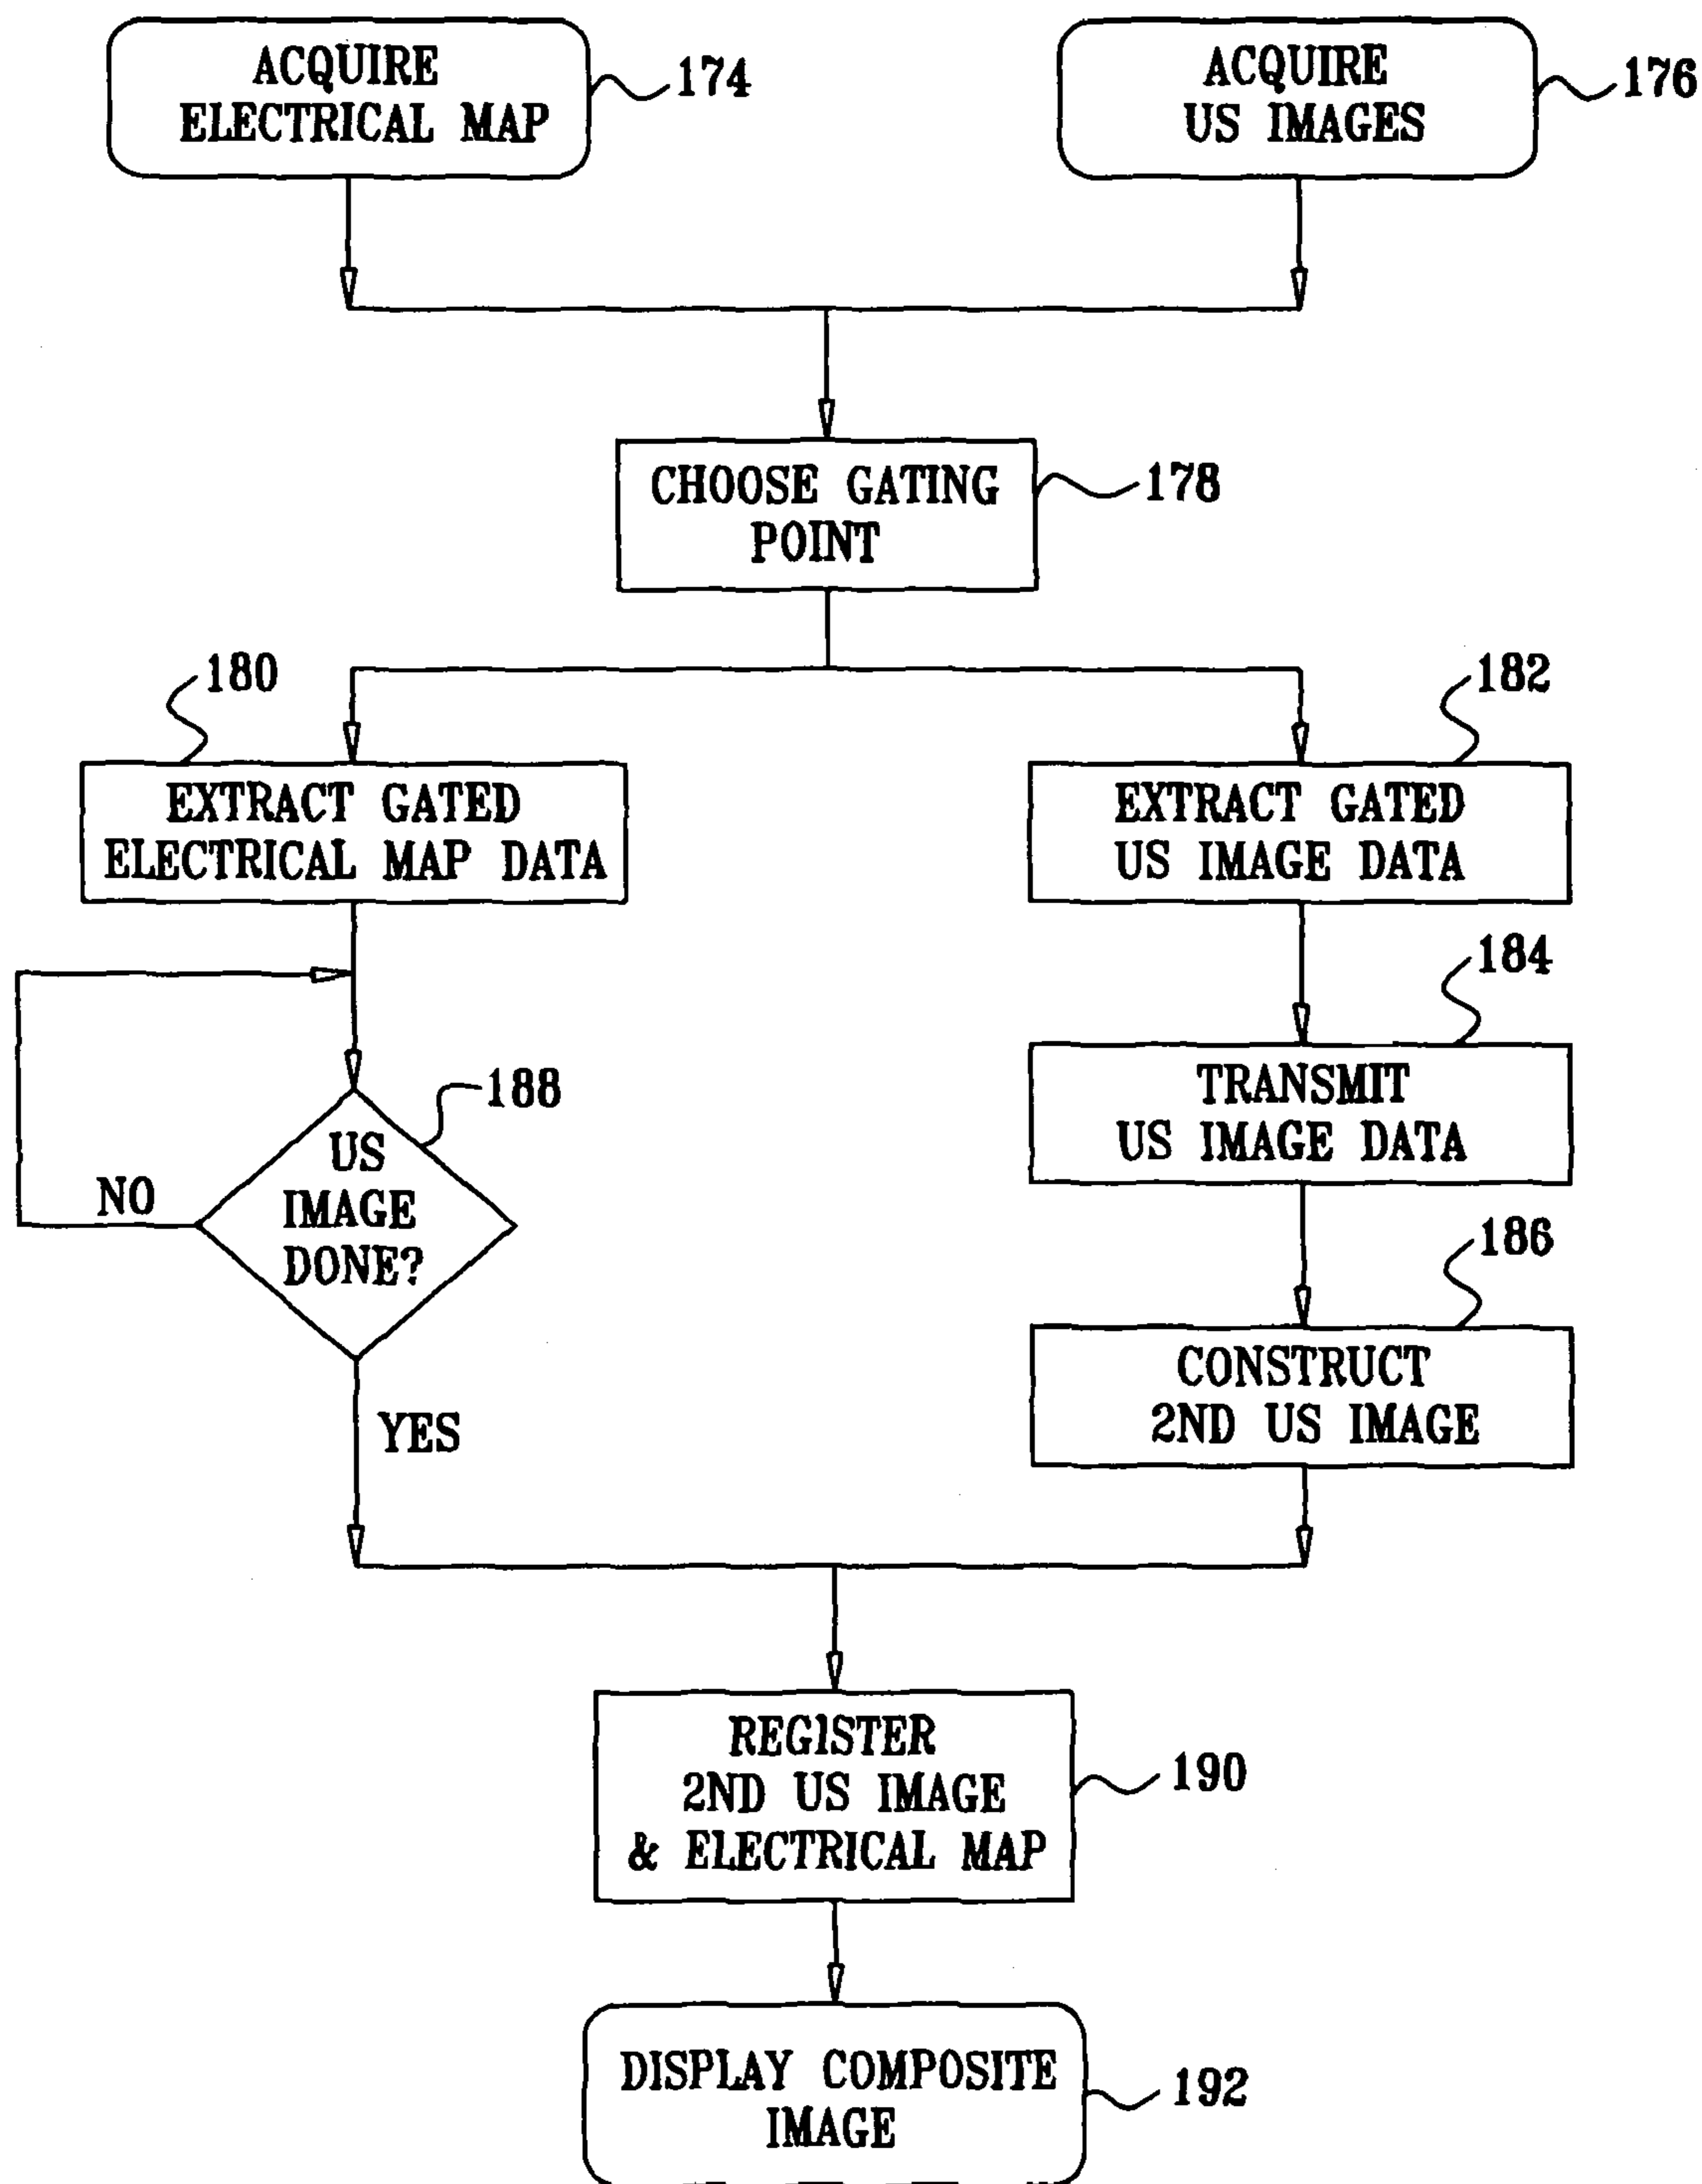 ACQUIRE
ELECTRICAL MAP
174
ACQUIRE
US IMAGES
176
CHOOSE GATING
POINT
178
180
EXTRACT GATED
ELECTRICAL MAP DATA
182
EXTRACT GATED
US IMAGE DATA
184
TRANSMIT
US IMAGE DATA
188
US
IMAGE
DONE?
NO
YES
186
CONSTRUCT
2ND US IMAGE
REGISTER
2ND US IMAGE
& ELECTRICAL MAP
190
DISPLAY COMPOSITE
IMAGE
192